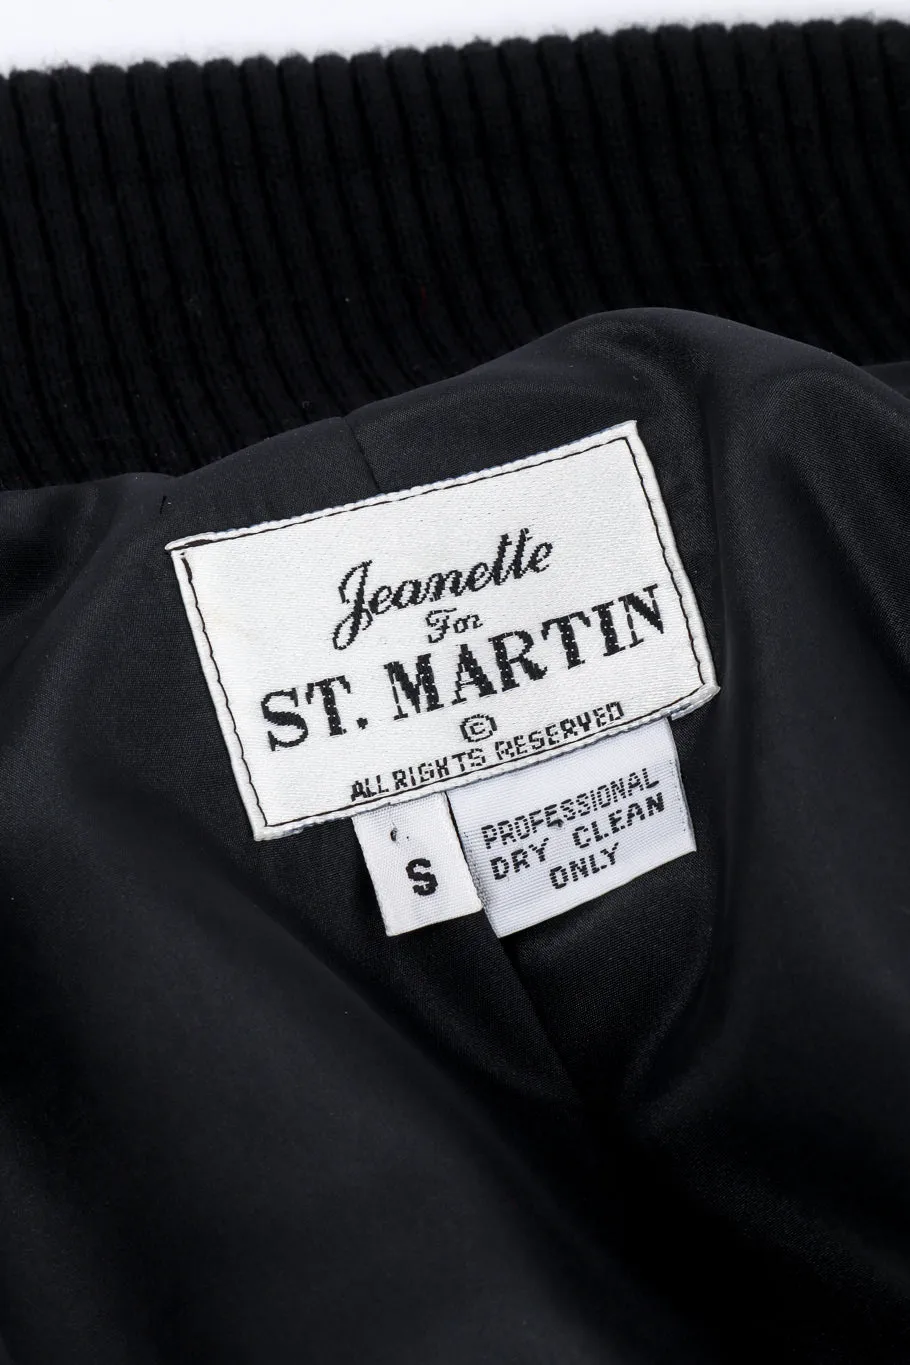 Jeanette
For
ST. MARTIN
©
ALL RIGHTS RESERVED
S
PROFESSIONAL
DRY CLEAN
ONLY